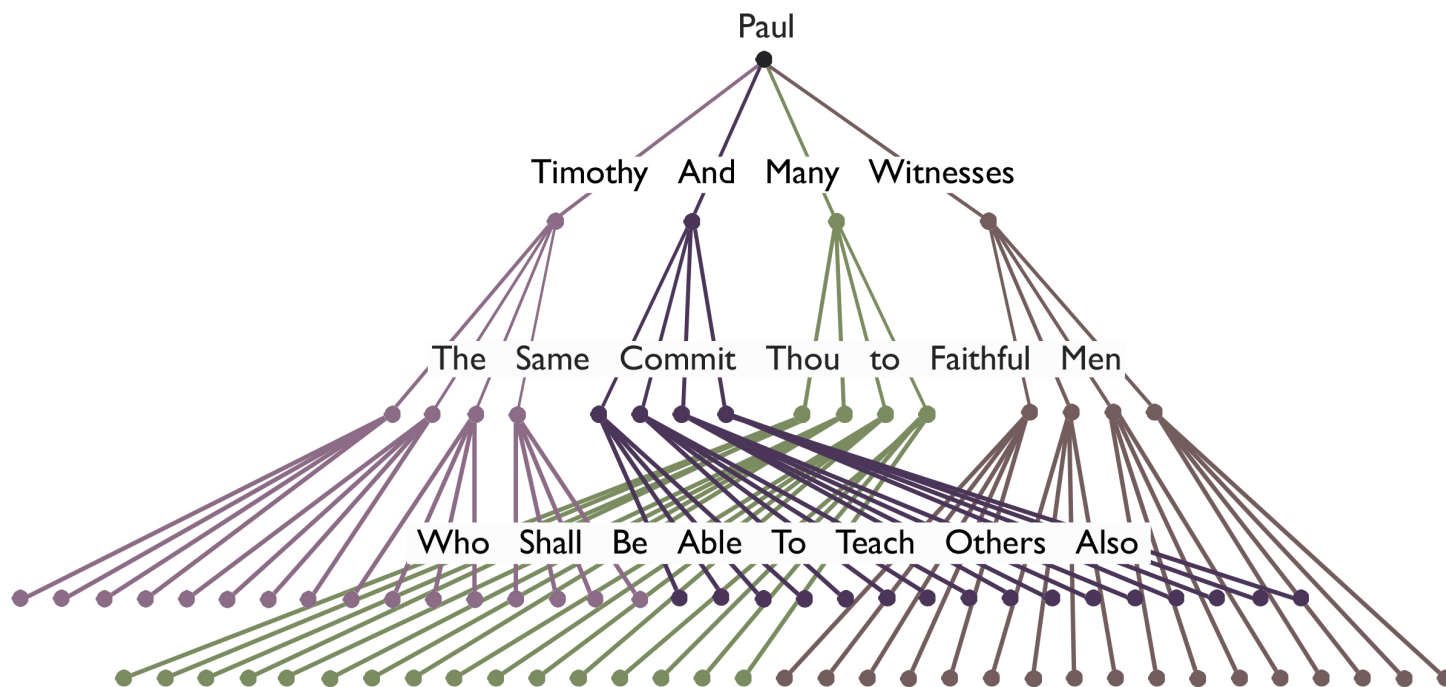 Paul
Timothy And Many Witnesses
The Same Commit Thou to Faithful Men
Who Shall Be Able To Teach Others Also